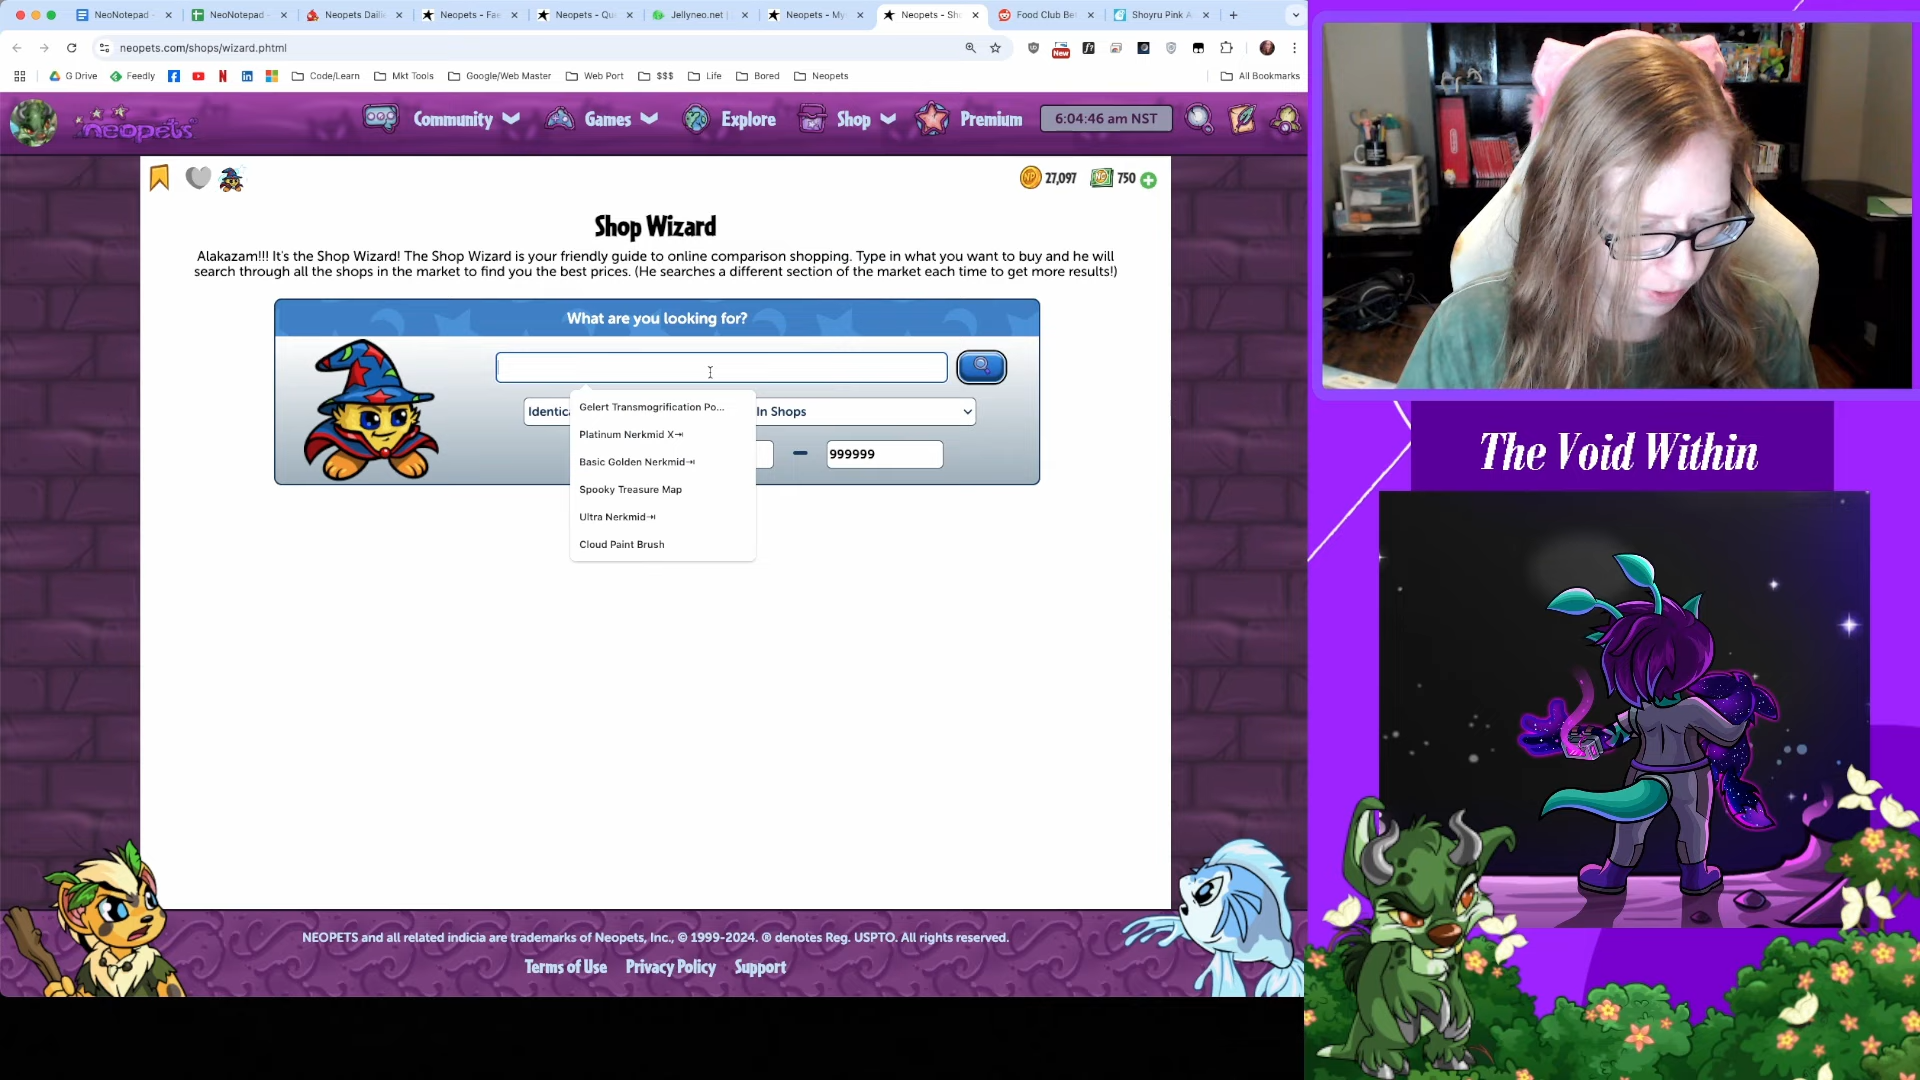 NeoNotepad -
NeoNotepad -
Neopets Dailie
Neopets - Fae
Neopets - Qu
Jellyneo.net |
Neopets - My
Neopets - Sho
Food Club Be
Shoyru Pink A
neopets.com/shops/wizard.phtml
New
G Drive
Feedly
Code/Learn
Mkt Tools
Google/Web Master
Web Port
$$$
Life
Bored
Neopets
All Bookmarks
neopets
Community
Games
Explore
Shop
Premium
6:04:46 am NST
NP 27,097
NC 750
Shop Wizard
Alakazam!!! It's the Shop Wizard! The Shop Wizard is your friendly guide to online comparison shopping. Type in what you want to buy and he will
search through all the shops in the market to find you the best prices. (He searches a different section of the market each time to get more results!)
What are you looking for?
Identica
In Shops
999999
Gelert Transmogrification Po...
Platinum Nerkmid X
Basic Golden Nerkmid
Spooky Treasure Map
Ultra Nerkmid
Cloud Paint Brush
NEOPETS and all related indicia are trademarks of Neopets, Inc., © 1999-2024. ® denotes Reg. USPTO. All rights reserved.
Terms of Use
Privacy Policy
Support
The Void Within